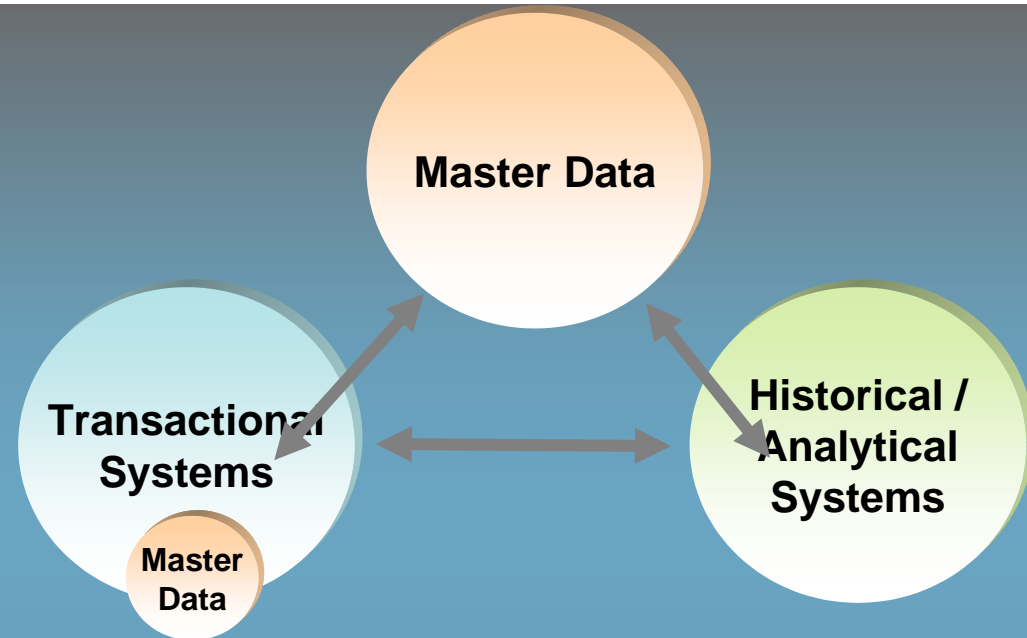 Master Data
Transactional
Systems
Historical /
Analytical
Systems
Master
Data